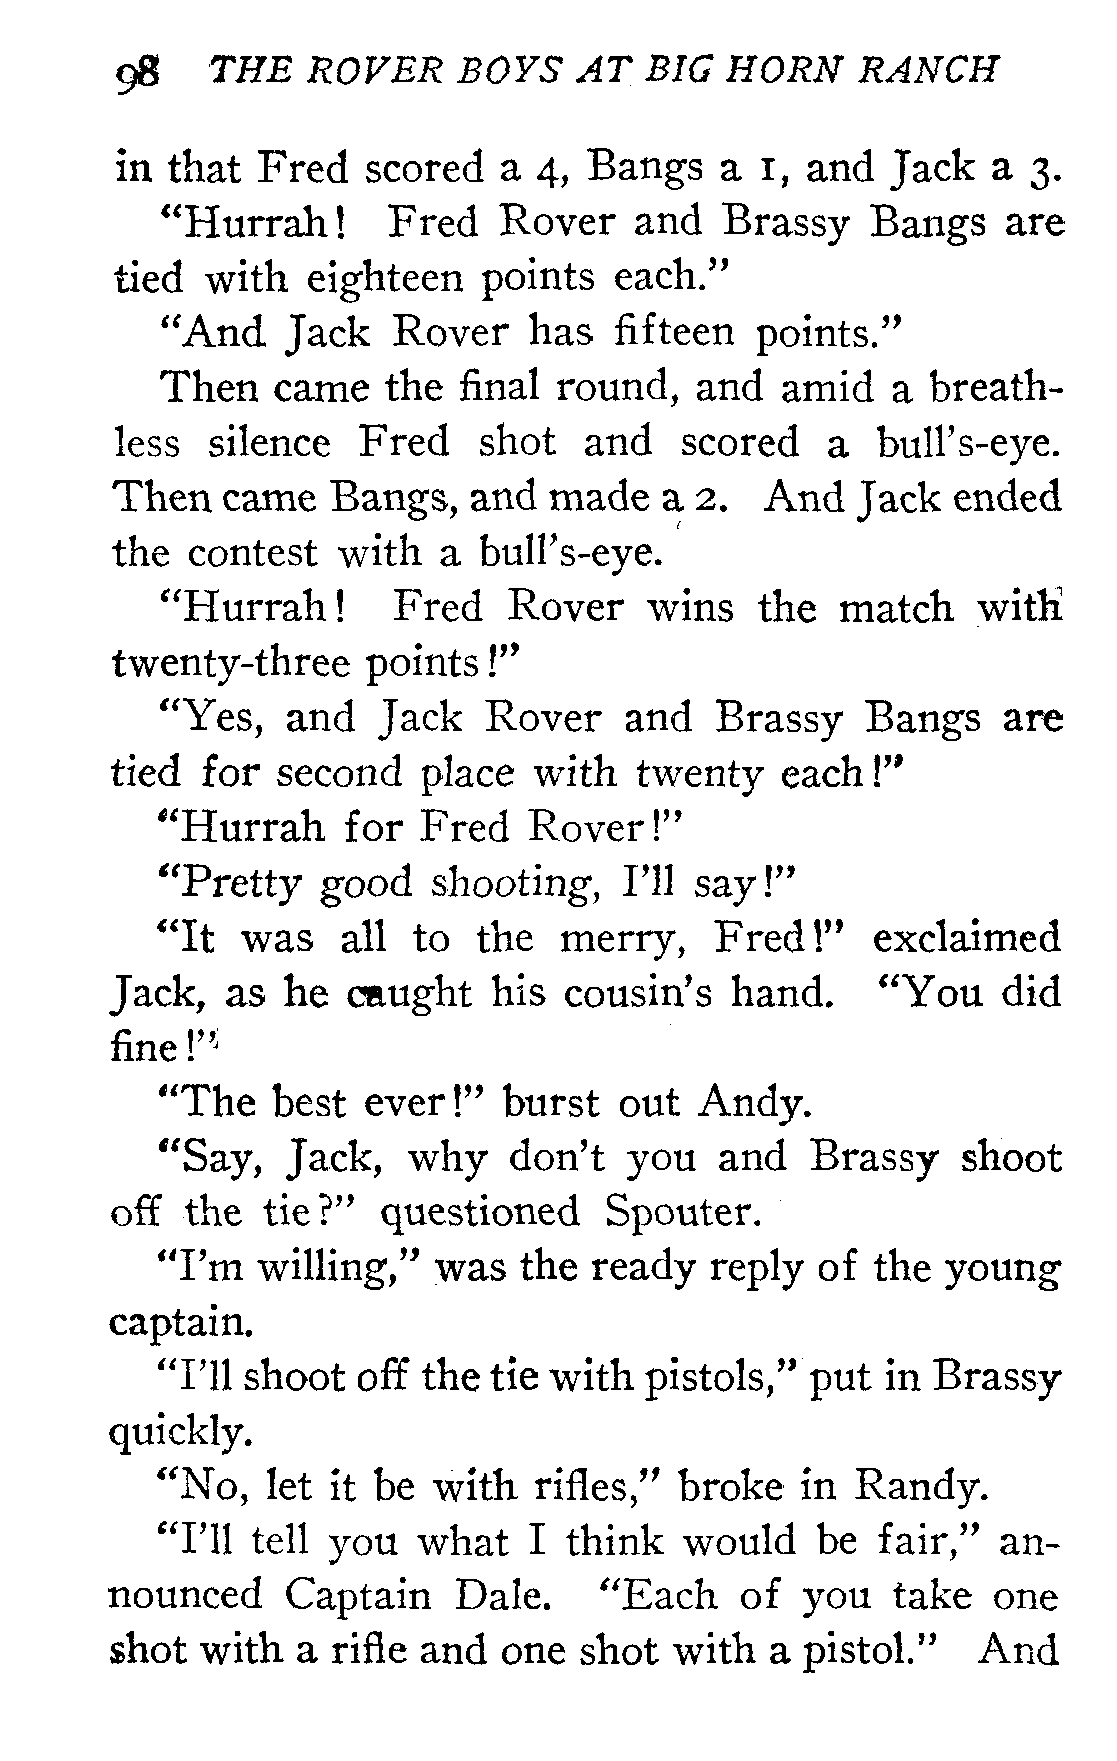 98 THE ROVER BOYS AT BIG HORN RANCH
in that Fred scored a 4, Bangs a 1, and Jack a 3.
“Hurrah! Fred Rover and Brassy Bangs are
tied with eighteen points each.”
“And Jack Rover has fifteen points.”
Then came the final round, and amid a breath-
less silence Fred shot and scored a bull’s-eye.
Then came Bangs, and made a 2. And Jack ended
the contest with a bull’s-eye.
“Hurrah! Fred Rover wins the match with
twenty-three points!”
“Yes, and Jack Rover and Brassy Bangs are
tied for second place with twenty each!”
“Hurrah for Fred Rover!”
“Pretty good shooting, I’ll say!”
“It was all to the merry, Fred!” exclaimed
Jack, as he caught his cousin’s hand. “You did
fine!”
“The best ever!” burst out Andy.
“Say, Jack, why don’t you and Brassy shoot
off the tie?” questioned Spouter.
“I’m willing,” was the ready reply of the young
captain.
“I’ll shoot off the tie with pistols,” put in Brassy
quickly.
“No, let it be with rifles,” broke in Randy.
“I’ll tell you what I think would be fair,” an-
nounced Captain Dale. “Each of you take one
shot with a rifle and one shot with a pistol.” And